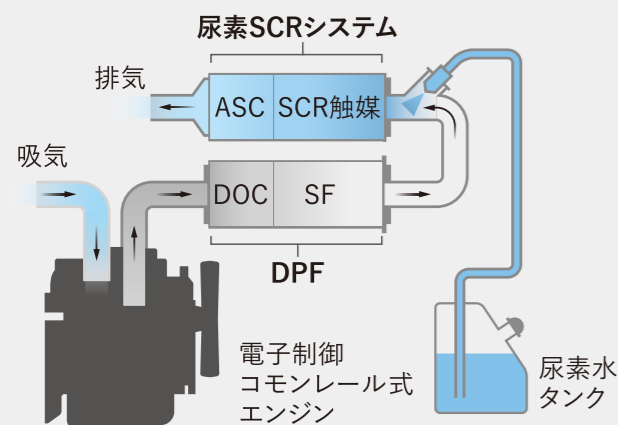 尿素SCRシステム
排気
ASC
SCR触媒
吸気
DOC
SF
DPF
電子制御
コモンレール式
エンジン
尿素水
タンク